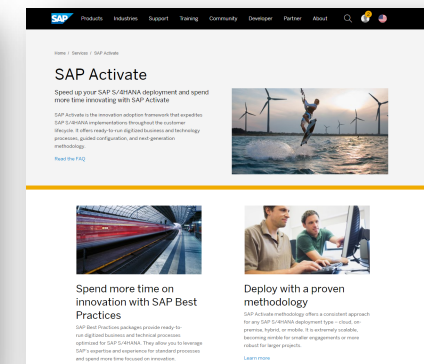 SAP Products Industries Support Training Community Developer Partner About
Home / Services / SAP Activate
SAP Activate
Speed up your SAP S/4HANA deployment and spend
more time innovating with SAP Activate
SAP Activate is the innovation adoption framework that expedites
SAP S/4HANA implementations throughout the customer
lifecycle. It offers ready-to-run digitized business and technology
processes, guided configuration, and next-generation
methodology.
Read the FAQ
Spend more time on
innovation with SAP Best
Practices
SAP Best Practices packages provide ready-to-
run digitized business and technical processes
optimized for SAP S/4HANA. They allow you to leverage
SAP's expertise and experience for standard processes
and spend more time focused on innovation.
Deploy with a proven
methodology
SAP Activate methodology offers a consistent approach
for any SAP S/4HANA deployment type – cloud, on-
premise, hybrid, or mobile. It is extremely scalable,
becoming nimble for smaller engagements or more
robust for larger projects.
Learn more